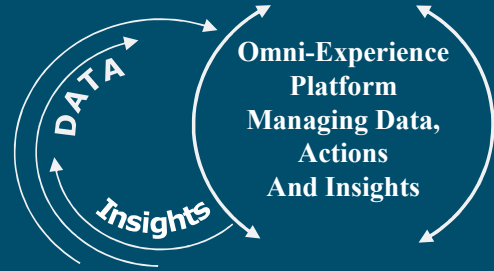 DATA
Insights
Omni-Experience
Platform
Managing Data,
Actions
And Insights